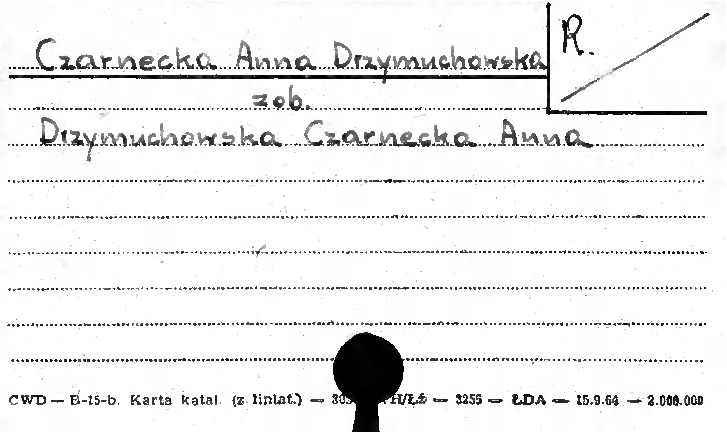 Czarnecka Anna Drzymuchowska
R.
zob.
Drzymuchowska Czarnecka Anna
CWD — B-15-b. Karta katal. (z liniat.) — — 3255 — ŁDA — 15.9.64 — 2.000.000